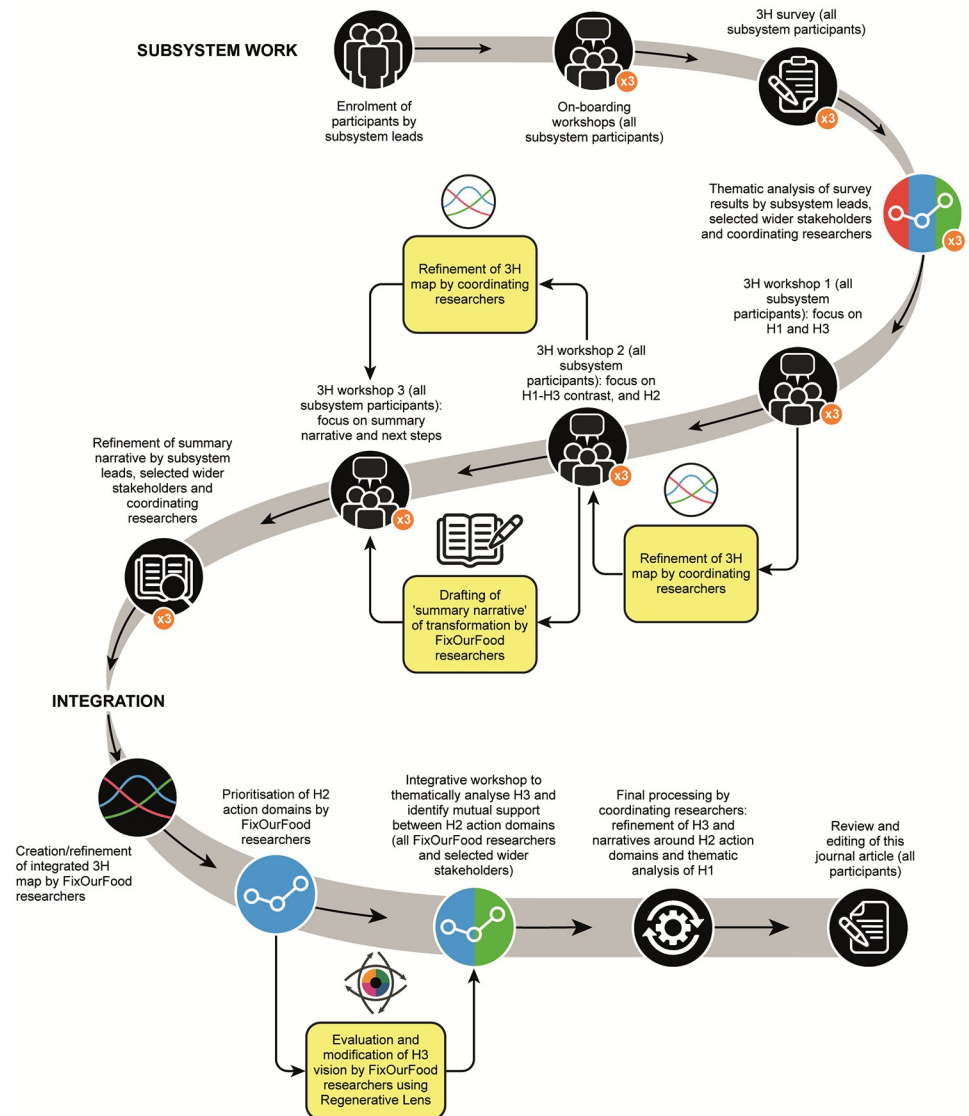 SUBSYSTEM WORK
Enrolment of
participants by
subsystem leads
x3
On-boarding
workshops (all
subsystem participants)
3H survey (all
subsystem participants)
x3
Thematic analysis of survey
results by subsystem leads,
selected wider stakeholders
and coordinating researchers
x3
3H workshop 1 (all
subsystem
participants): focus
on H1 and H3
x3
Refinement of 3H
map by coordinating
researchers
3H workshop 2 (all
subsystem
participants): focus on
H1-H3 contrast, and H2
x3
Refinement of 3H
map by coordinating
researchers
Drafting of
'summary narrative'
of transformation by
FixOurFood
researchers
3H workshop 3 (all
subsystem participants):
focus on summary
narrative and next steps
x3
Refinement of summary
narrative by subsystem
leads, selected wider
stakeholders and
coordinating
researchers
x3
INTEGRATION
Creation/refinement
of integrated 3H
map by FixOurFood
researchers
Prioritisation of H2
action domains by
FixOurFood
researchers
Evaluation and
modification of H3
vision by FixOurFood
researchers using
Regenerative Lens
Integrative workshop to
thematically analyse H3 and
identify mutual support
between H2 action domains
(all FixOurFood researchers
and selected wider
stakeholders)
Final processing by
coordinating researchers:
refinement of H3 and
narratives around H2 action
domains and thematic
analysis of H1
Review and
editing of this
journal article (all
participants)